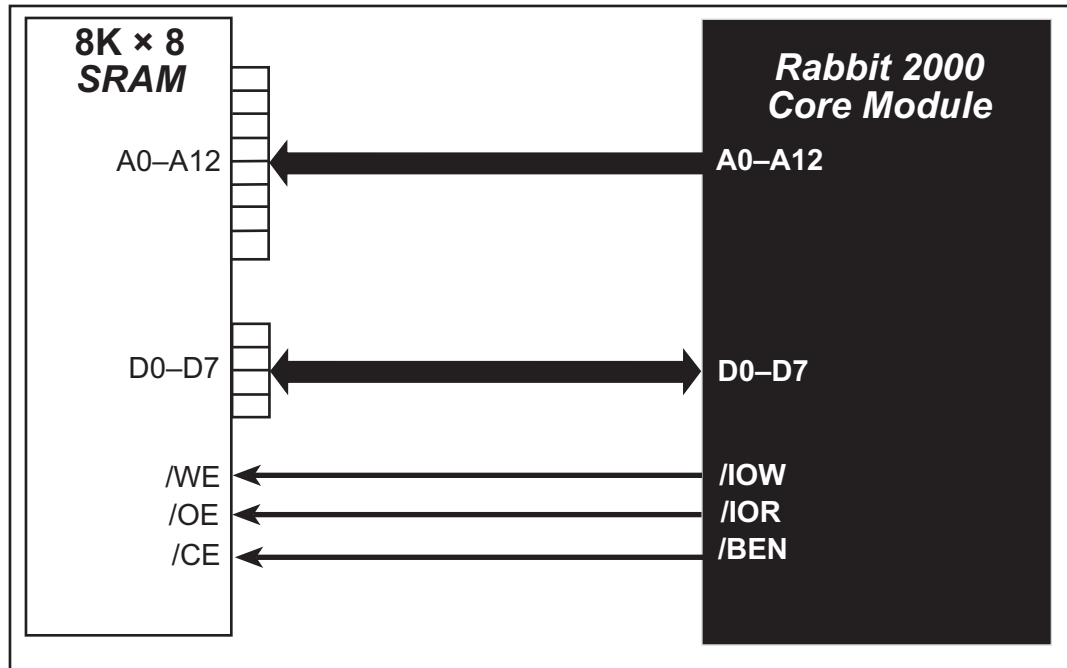 8K × 8
SRAM
Rabbit 2000
Core Module
A0–A12
A0–A12
D0–D7
D0–D7
/WE
/IOW
/OE
/IOR
/CE
/BEN